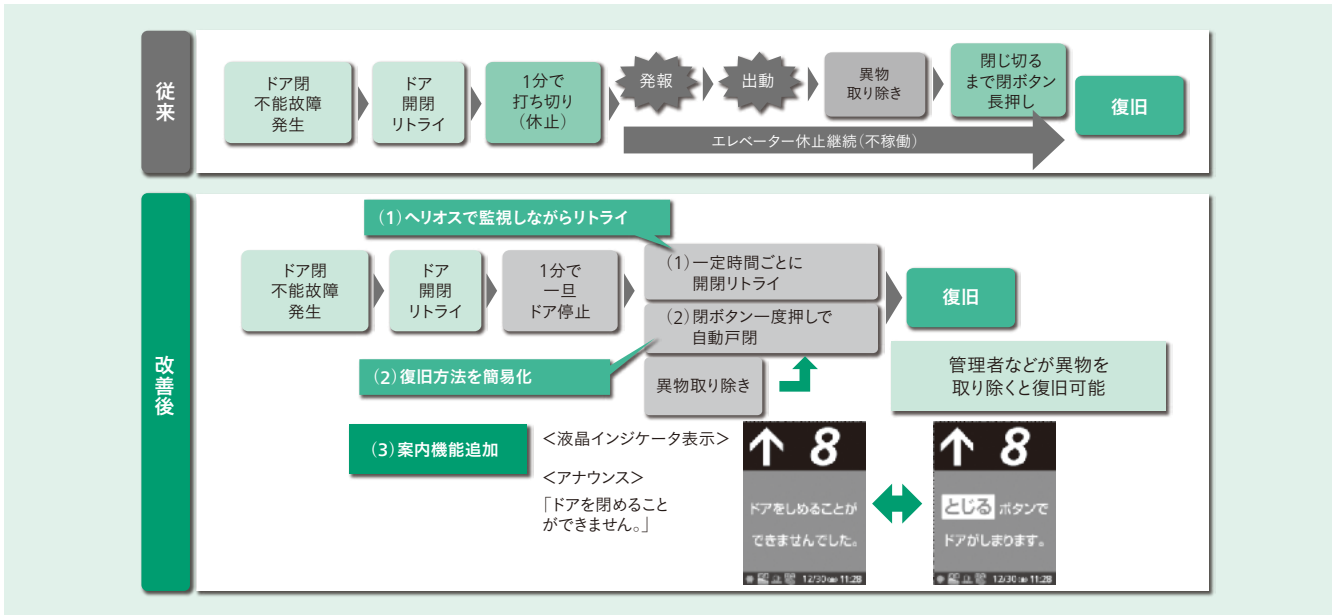 従来
ドア閉
不能故障
発生
ドア
開閉
リトライ
1分で
打ち切り
(休止)
発報
出動
異物
取り除き
閉じ切る
まで閉ボタン
長押し
復旧
エレベーター休止継続(不稼働)
改善後
(1)ヘリオスで監視しながらリトライ
ドア閉
不能故障
発生
ドア
開閉
リトライ
1分で
一旦
ドア停止
(1)一定時間ごとに
開閉リトライ
(2)閉ボタン一度押しで
自動戸閉
復旧
(2)復旧方法を簡易化
異物取り除き
管理者などが異物を
取り除くと復旧可能
(3)案内機能追加
<液晶インジケータ表示>
<アナウンス>
「ドアを閉めること
ができません。」
↑ 8
ドアをしめることが
できませんでした。
12/30 11:28
↑ 8
とじる ボタンで
ドアがしまります。
12/30 11:28